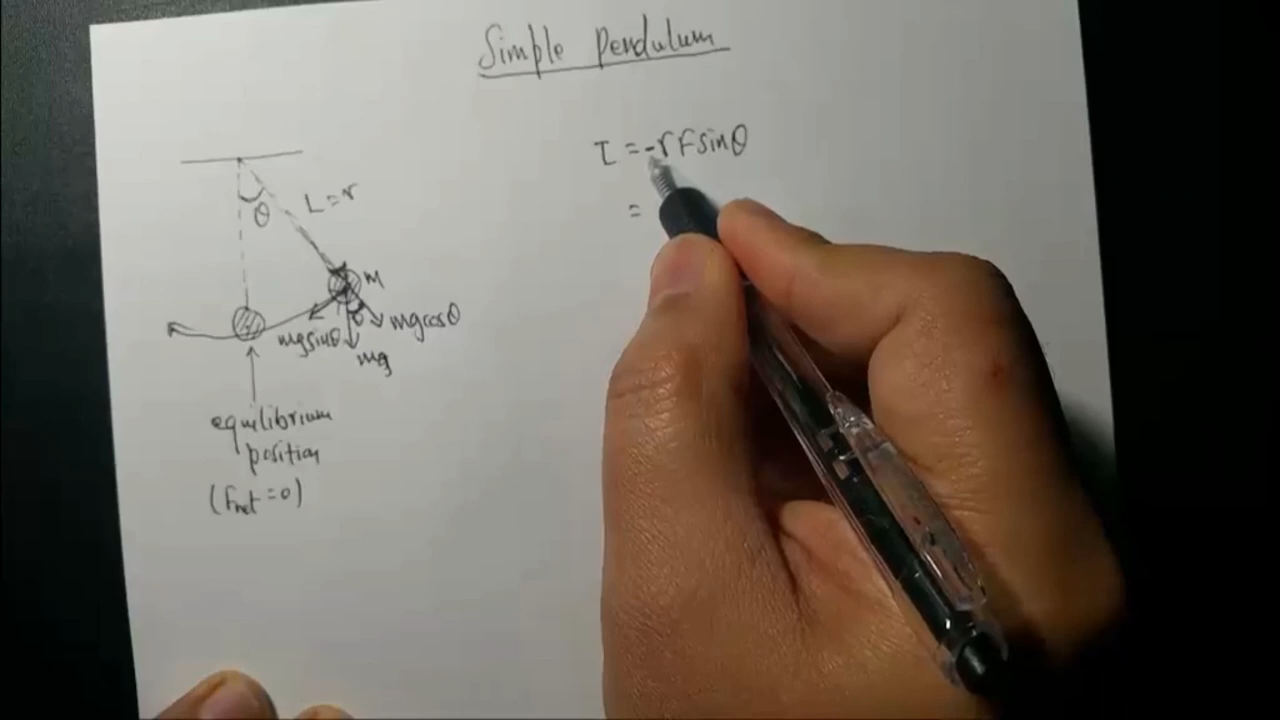 Simple Pendulum
τ = -rFsinθ
=
θ
L = r
M
θ
mgcosθ
mgsinθ
mg
equilibrium
position
(Fnet = 0)